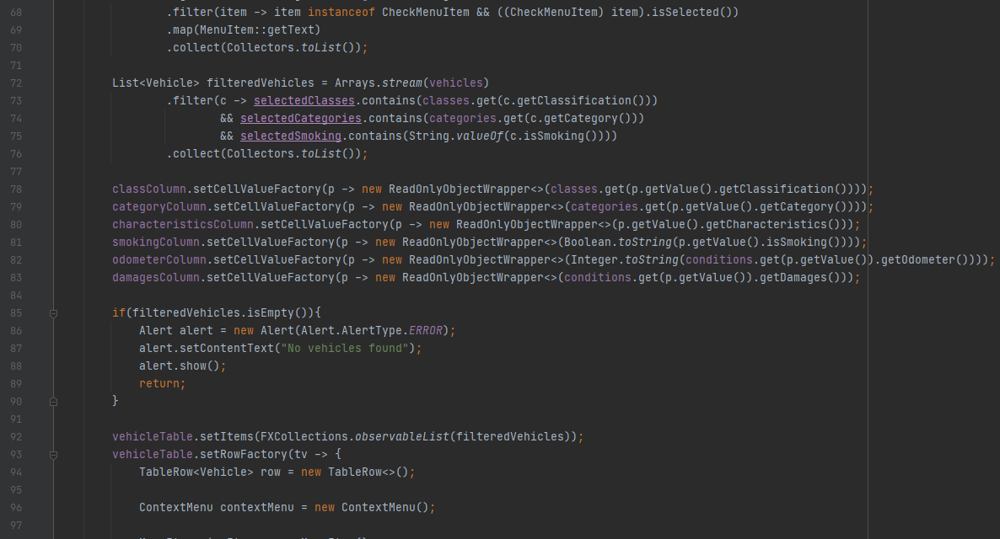 68 .filter(item -> item instanceof CheckMenuItem && ((CheckMenuItem) item).isSelected())
69 .map(MenuItem::getText)
70 .collect(Collectors.toList());
71
72 List<Vehicle> filteredVehicles = Arrays.stream(vehicles)
73 .filter(c -> selectedClasses.contains(classes.get(c.getClassification()))
74 && selectedCategories.contains(categories.get(c.getCategory()))
75 && selectedSmoking.contains(String.valueOf(c.isSmoking())))
76 .collect(Collectors.toList());
77
78 classColumn.setCellValueFactory(p -> new ReadOnlyObjectWrapper<>(classes.get(p.getValue().getClassification())));
79 categoryColumn.setCellValueFactory(p -> new ReadOnlyObjectWrapper<>(categories.get(p.getValue().getCategory())));
80 characteristicsColumn.setCellValueFactory(p -> new ReadOnlyObjectWrapper<>(p.getValue().getCharacteristics()));
81 smokingColumn.setCellValueFactory(p -> new ReadOnlyObjectWrapper<>(Boolean.toString(p.getValue().isSmoking())));
82 odometerColumn.setCellValueFactory(p -> new ReadOnlyObjectWrapper<>(Integer.toString(conditions.get(p.getValue()).getOdometer())));
83 damagesColumn.setCellValueFactory(p -> new ReadOnlyObjectWrapper<>(conditions.get(p.getValue()).getDamages()));
84
85 if(filteredVehicles.isEmpty()){
86 Alert alert = new Alert(Alert.AlertType.ERROR);
87 alert.setContentText("No vehicles found");
88 alert.show();
89 return;
90 }
91
92 vehicleTable.setItems(FXCollections.observableList(filteredVehicles));
93 vehicleTable.setRowFactory(tv -> {
94 TableRow<Vehicle> row = new TableRow<>();
95
96 ContextMenu contextMenu = new ContextMenu();
97